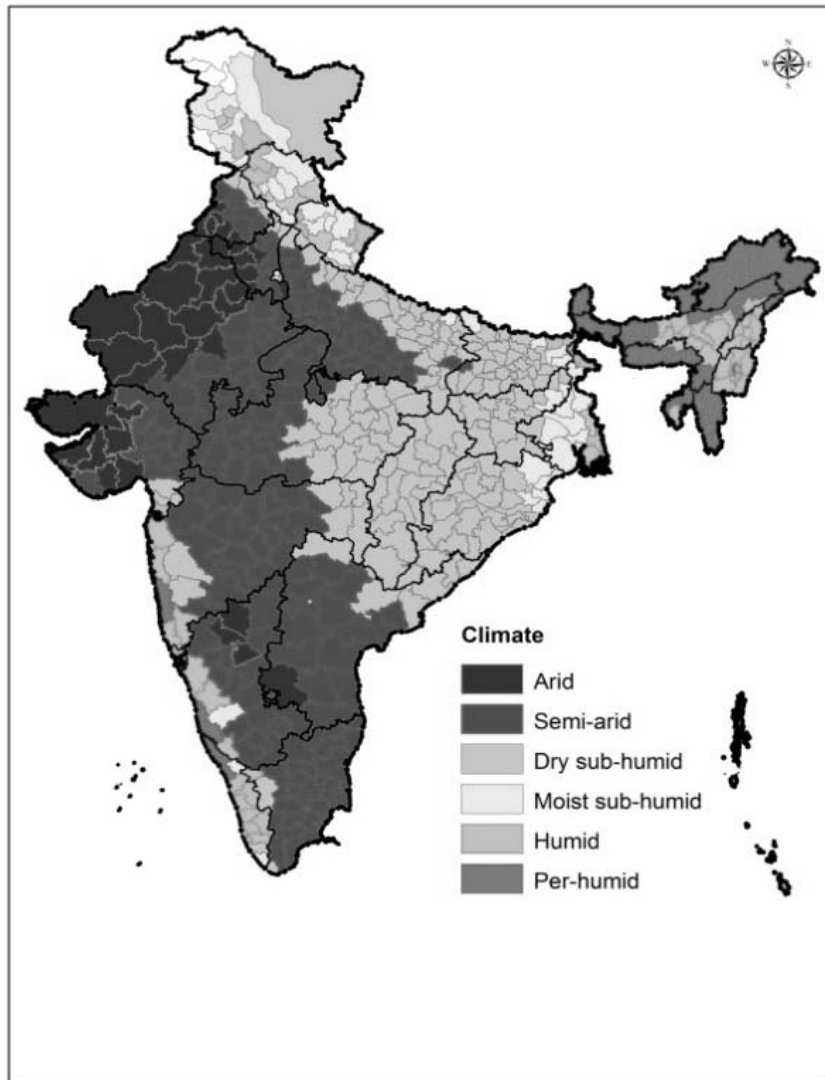 N
W E
S
Climate
Arid
Semi-arid
Dry sub-humid
Moist sub-humid
Humid
Per-humid